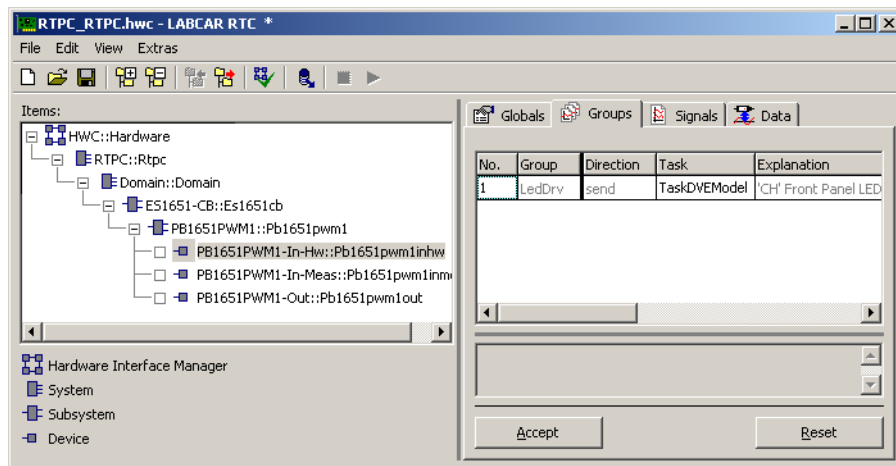 RTPC_RTPC.hwc - LABCAR RTC *
File Edit View Extras
Items:
HWC::Hardware
RTPC::Rtpc
Domain::Domain
ES1651-CB::Es1651cb
PB1651PWM1::Pb1651pwm1
PB1651PWM1-In-Hw::Pb1651pwm1inhw
PB1651PWM1-In-Meas::Pb1651pwm1inm
PB1651PWM1-Out::Pb1651pwm1out
Hardware Interface Manager
System
Subsystem
Device
Globals Groups Signals Data
No. Group Direction Task Explanation
1 LedDrv send TaskDVEModel 'CH' Front Panel LED
Accept Reset